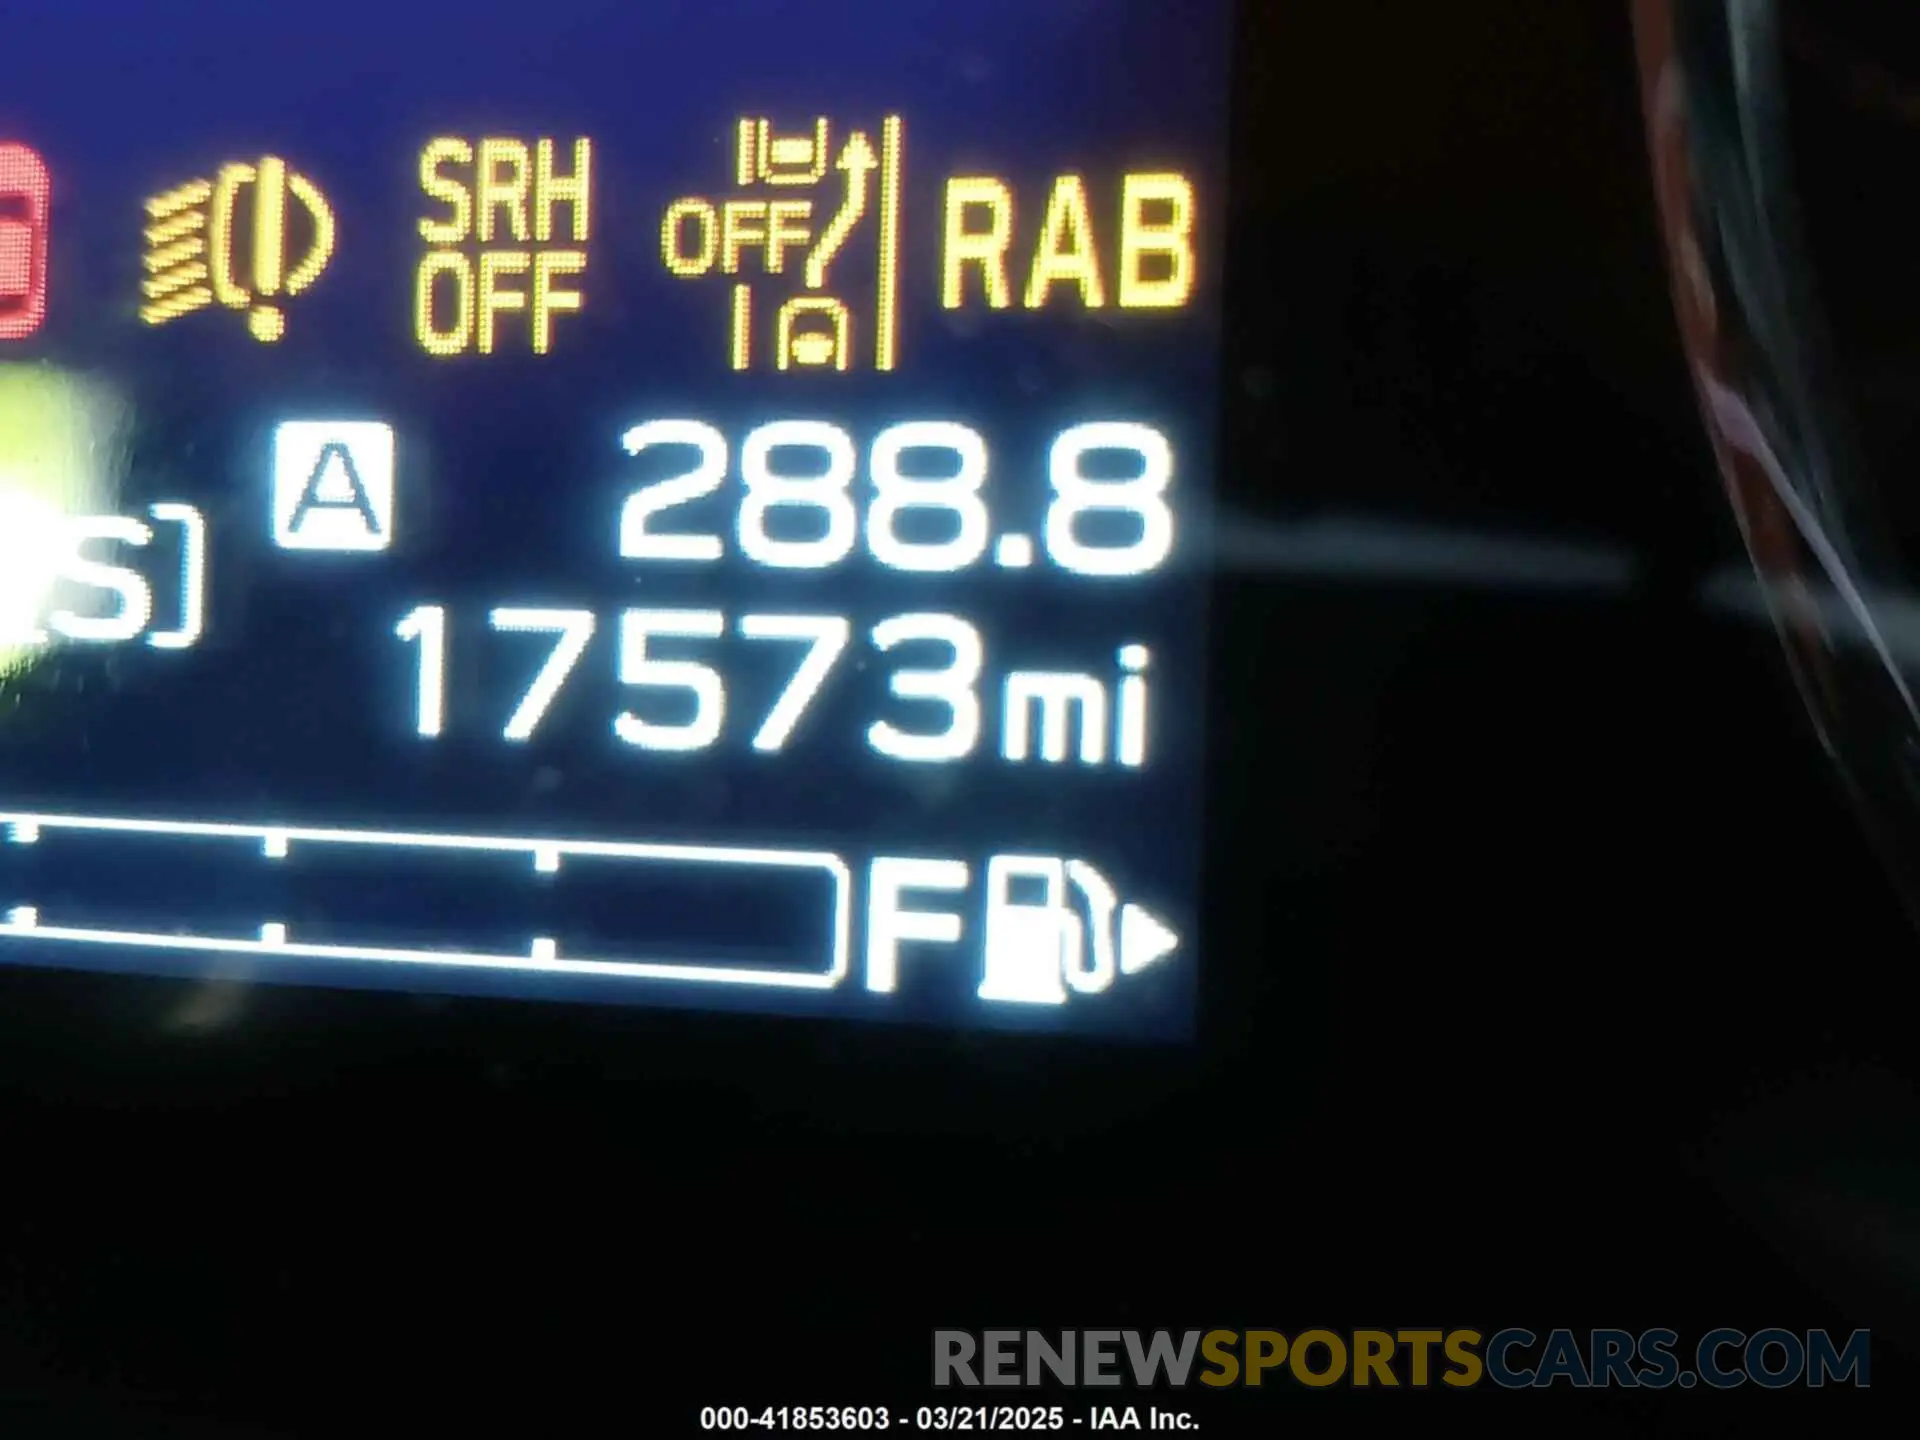 SRH
OFF
OFF
RAB
A
288.8
S]
17573mi
F
RENEWSPORTSCARS.COM
000-41853603 - 03/21/2025 - IAA Inc.